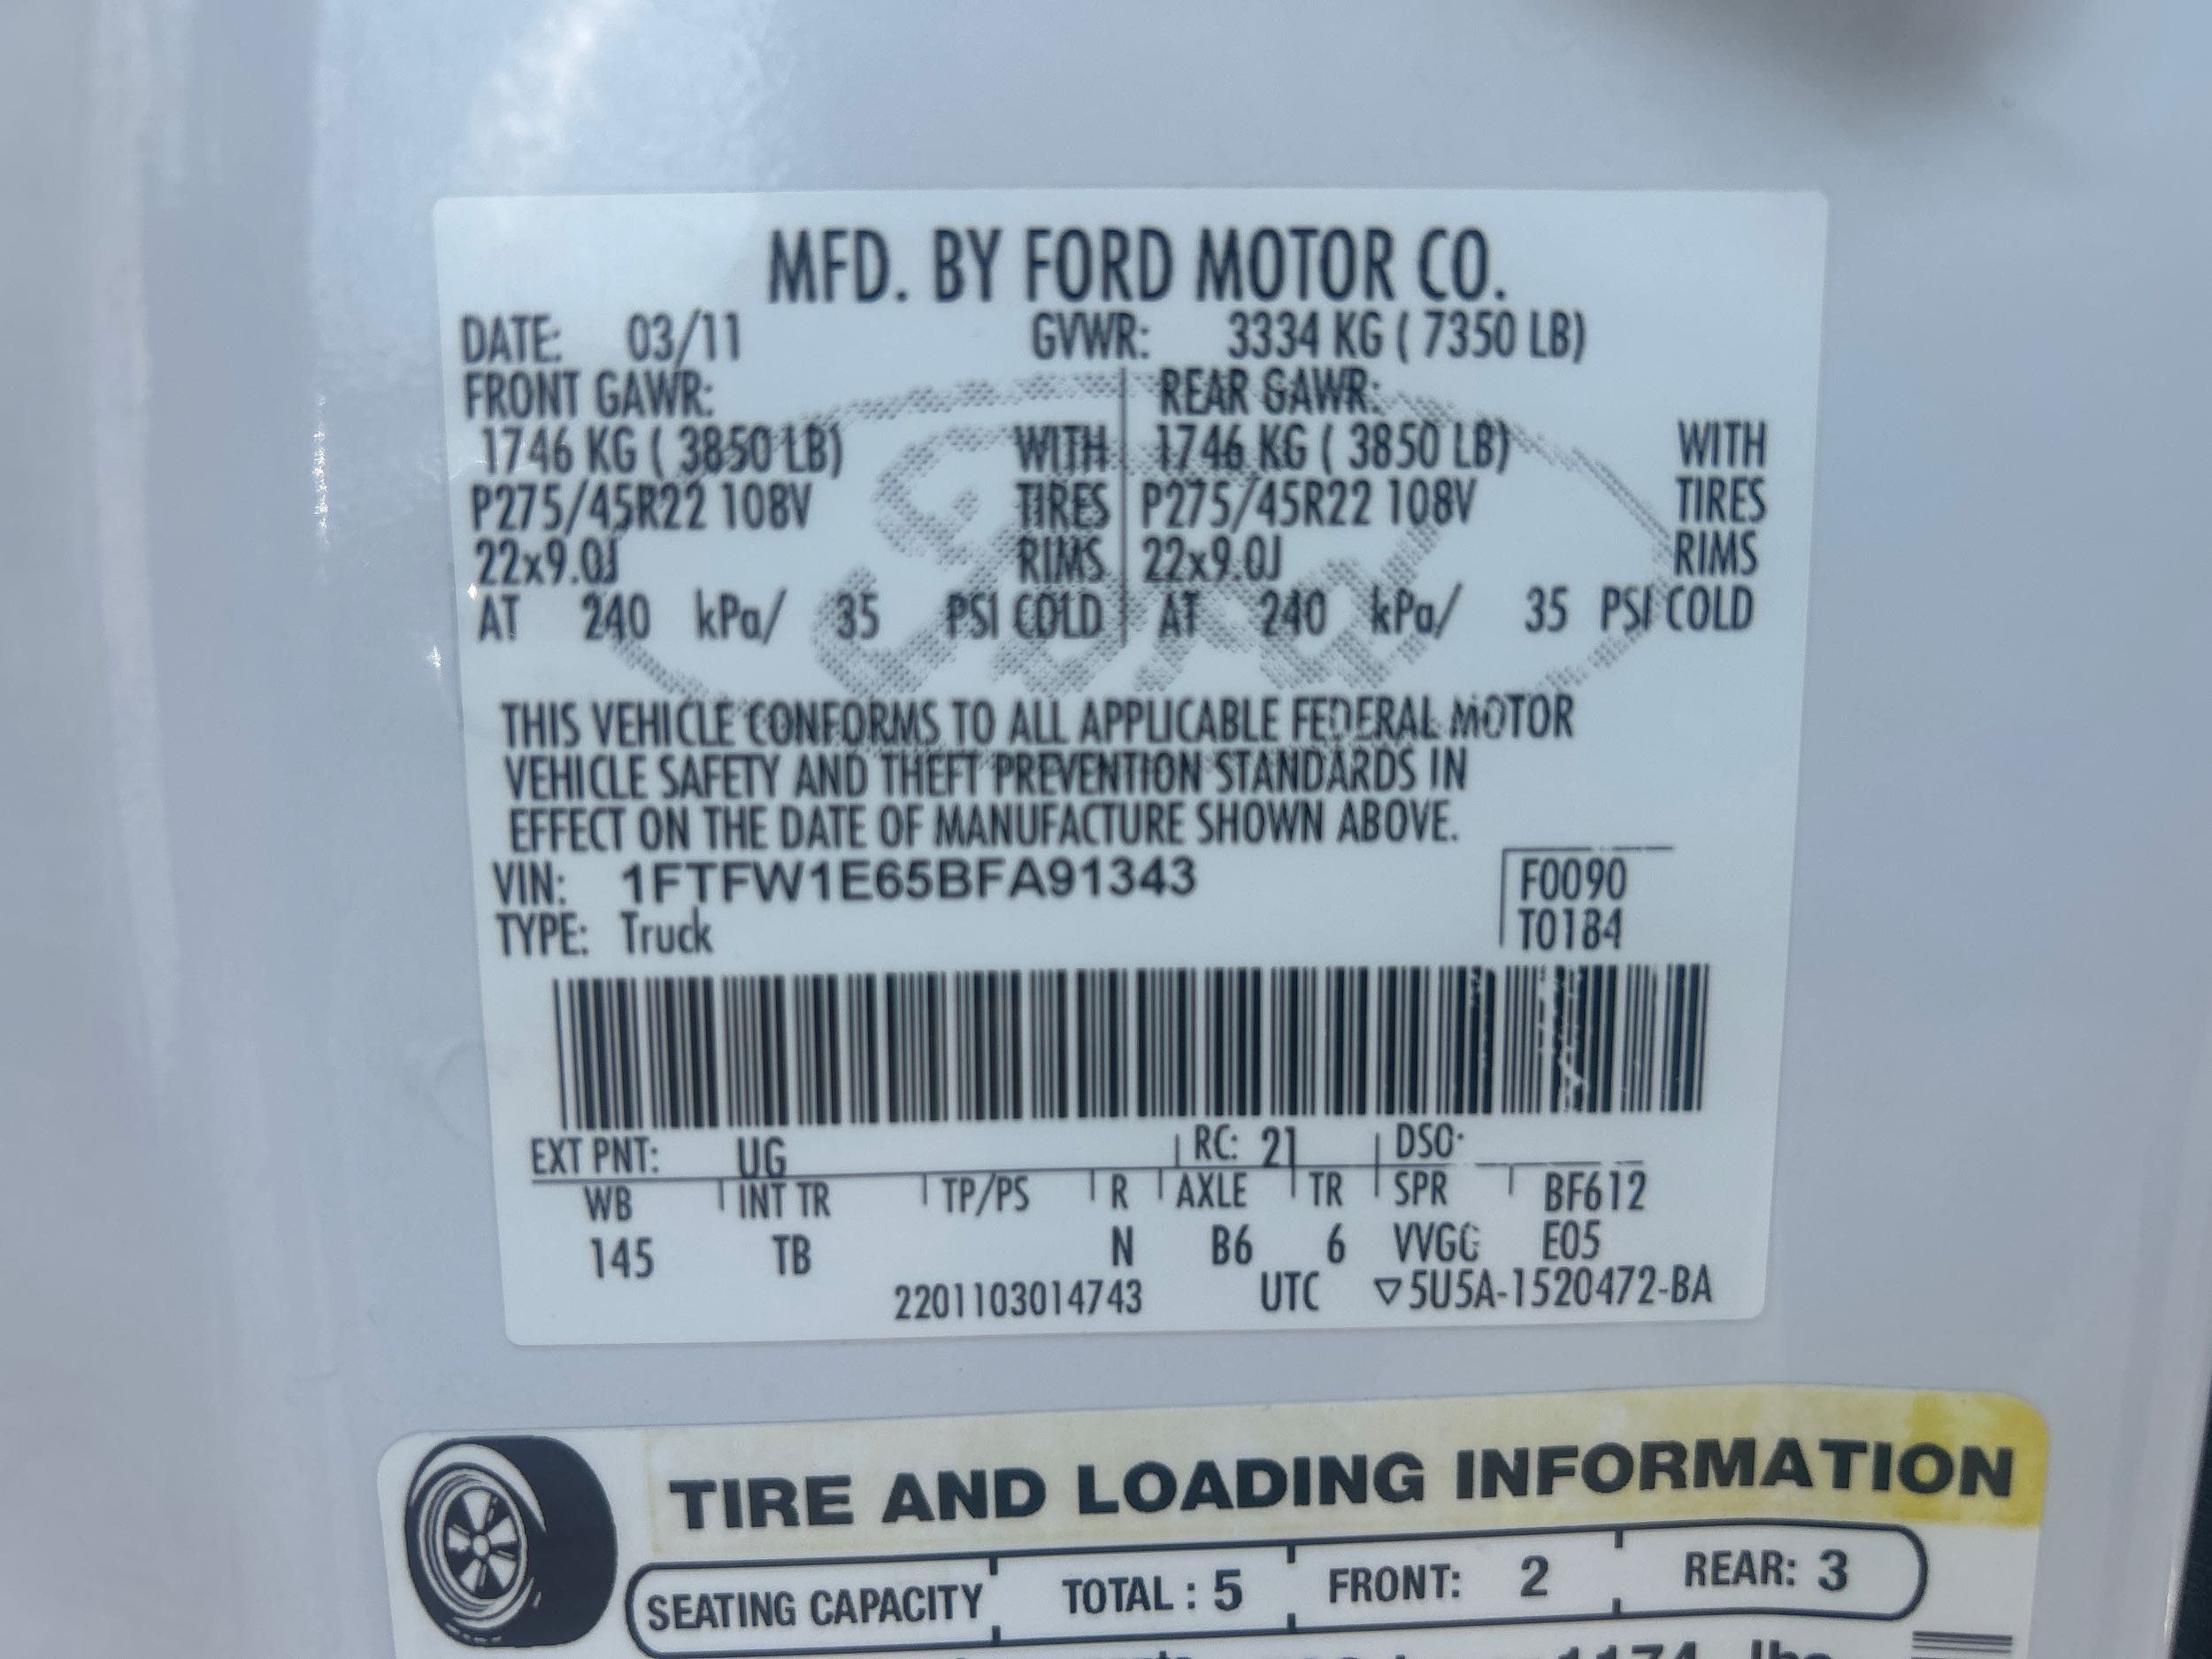 MFD. BY FORD MOTOR CO.
DATE: 03/11 GVWR: 3334 KG ( 7350 LB)
FRONT GAWR: REAR GAWR:
1746 KG ( 3850 LB) WITH 1746 KG ( 3850 LB) WITH
P275/45R22 108V TIRES P275/45R22 108V TIRES
22x9.0J RIMS 22x9.0J RIMS
AT 240 kPa/ 35 PSI COLD AT 240 kPa/ 35 PSI COLD
Ford
THIS VEHICLE CONFORMS TO ALL APPLICABLE FEDERAL MOTOR
VEHICLE SAFETY AND THEFT PREVENTION STANDARDS IN
EFFECT ON THE DATE OF MANUFACTURE SHOWN ABOVE.
VIN: 1FTFW1E65BFA91343 F0090
TYPE: Truck T0184
EXT PNT: UG RC: 21 DSO:
WB INT TR TP/PS R AXLE TR SPR BF612
145 TB N B6 6 VVGG E05
2201103014743 UTC ▽5U5A-1520472-BA
TIRE AND LOADING INFORMATION
SEATING CAPACITY TOTAL : 5 FRONT: 2 REAR: 3
1174 lbs